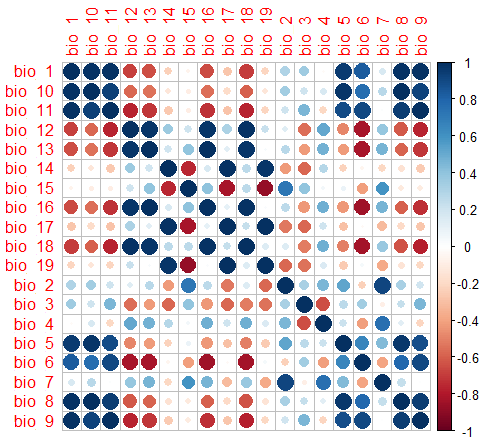 bio 1 bio 10 bio 11 bio 12 bio 13 bio 14 bio 15 bio 16 bio 17 bio 18 bio 19 bio 2 bio 3 bio 4 bio 5 bio 6 bio 7 bio 8 bio 9
bio 1
bio 10
bio 11
bio 12
bio 13
bio 14
bio 15
bio 16
bio 17
bio 18
bio 19
bio 2
bio 3
bio 4
bio 5
bio 6
bio 7
bio 8
bio 9
1
0.8
0.6
0.4
0.2
0
-0.2
-0.4
-0.6
-0.8
-1